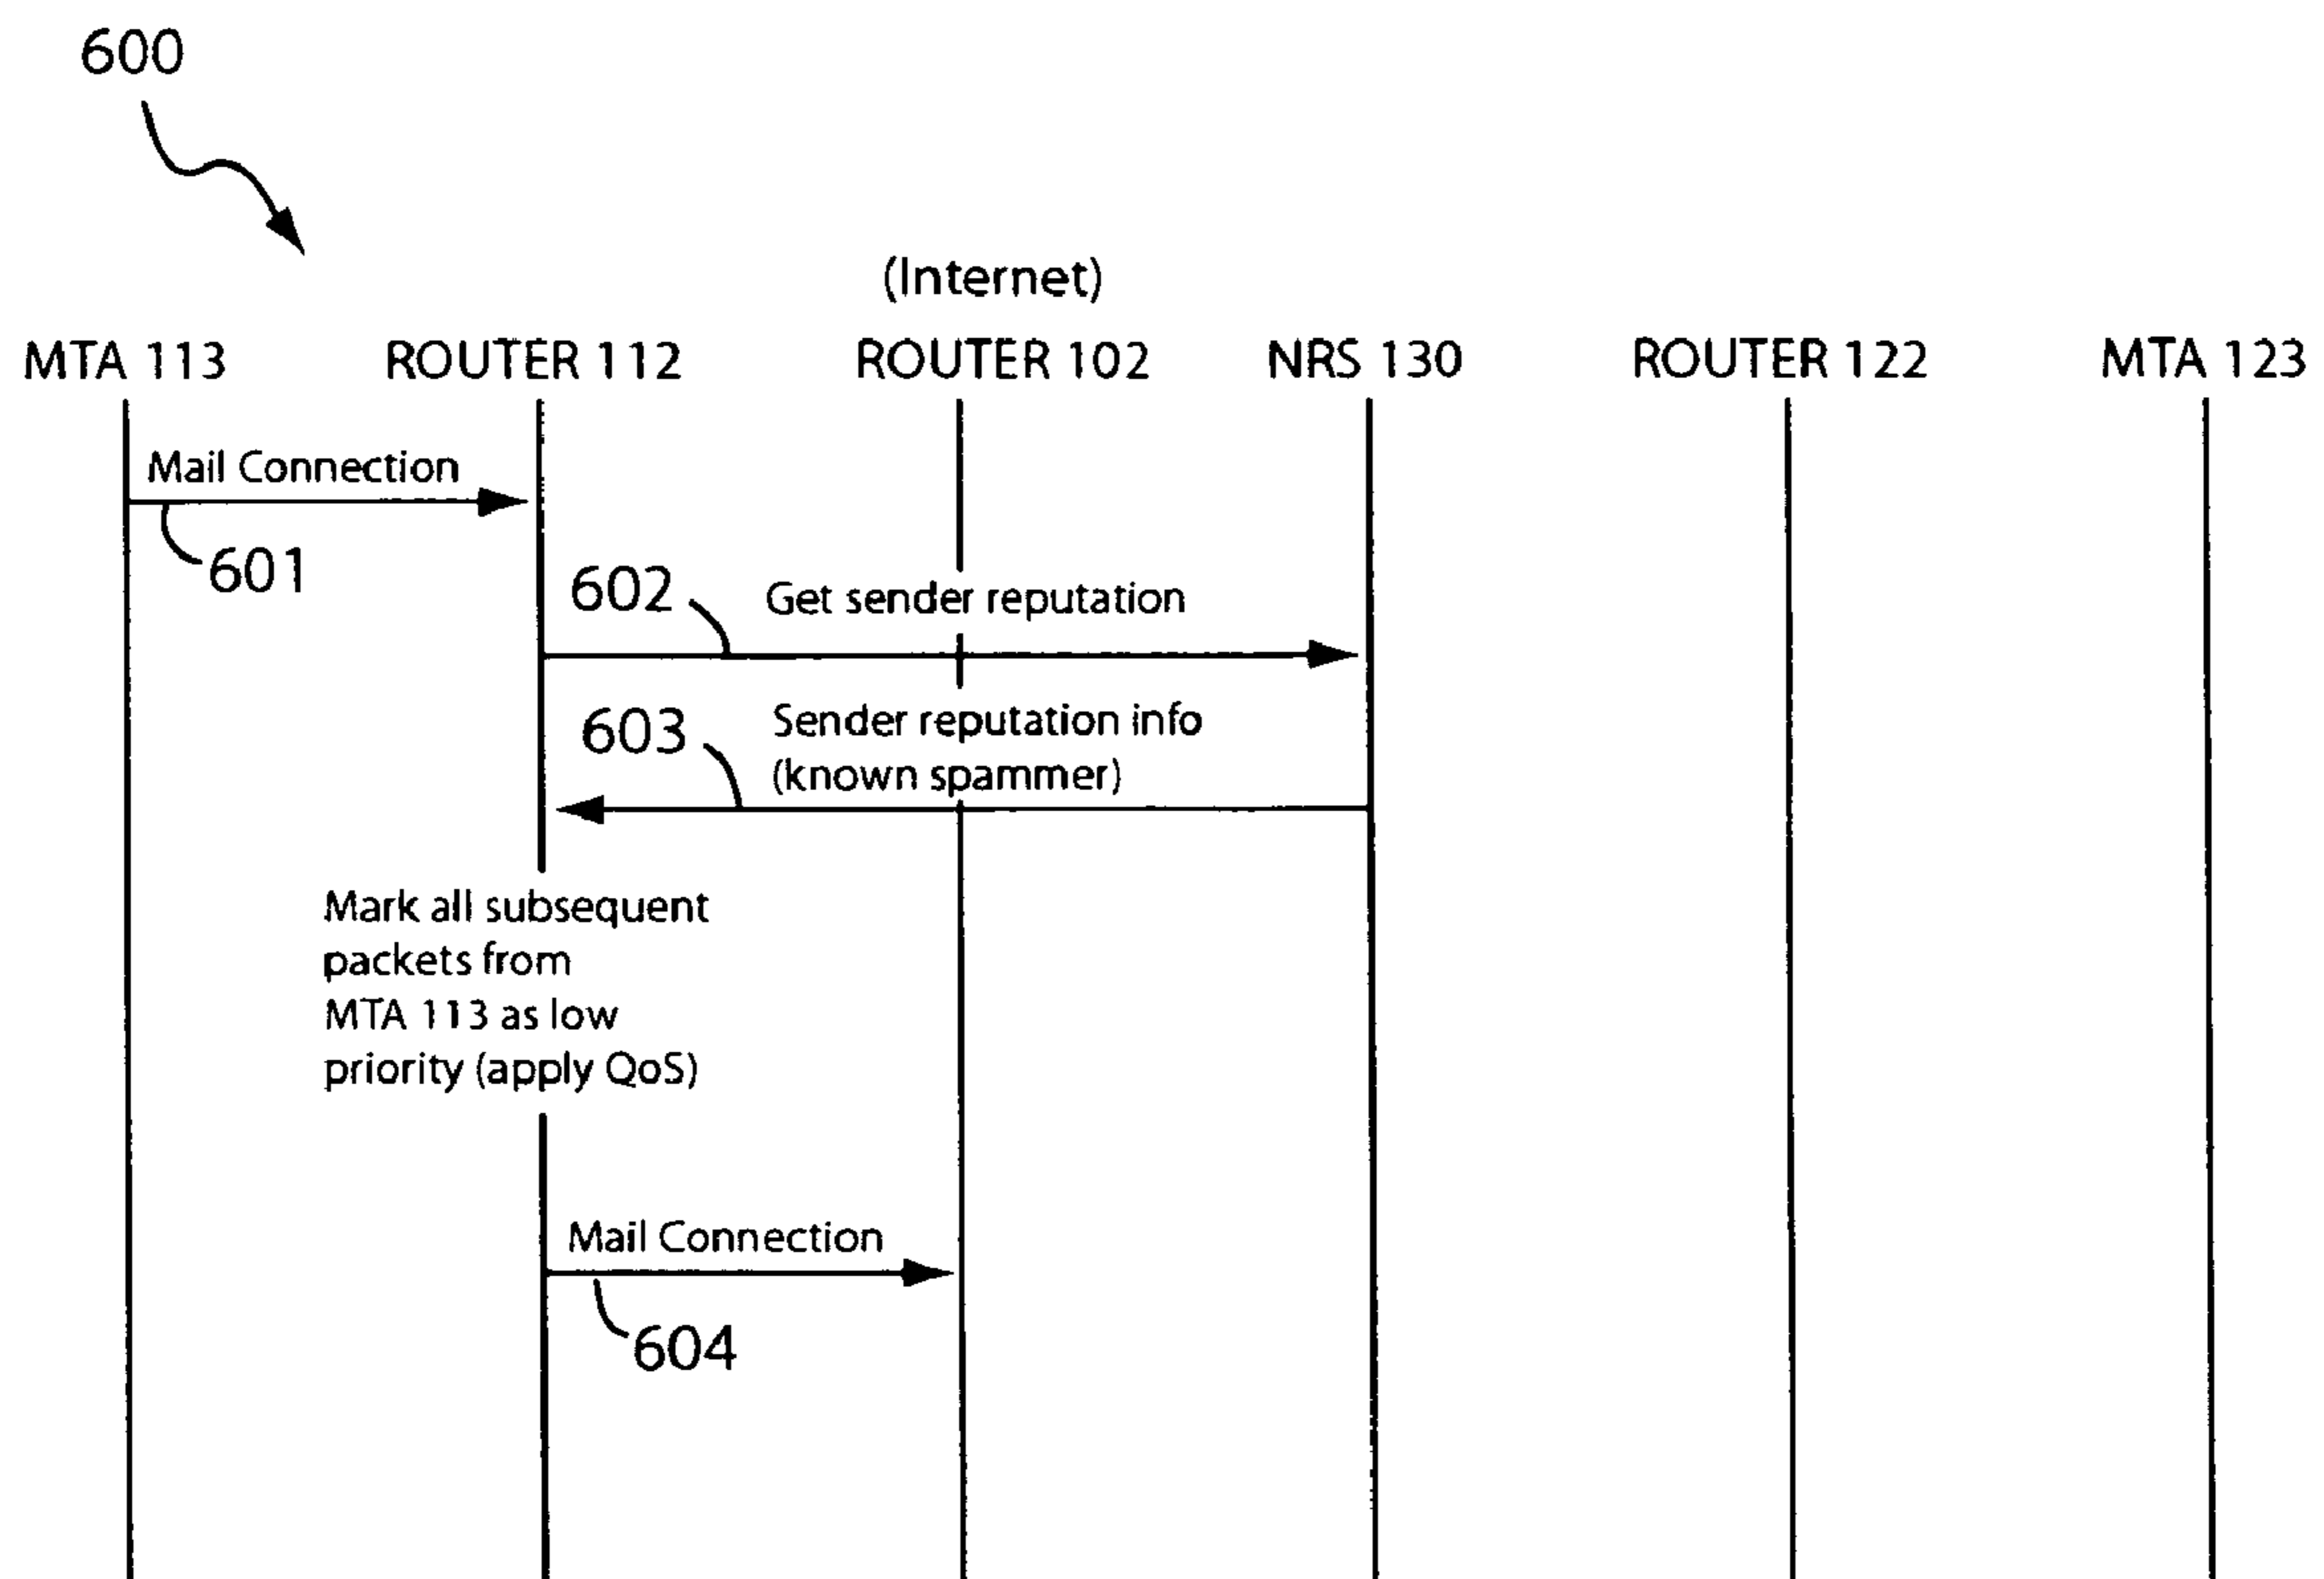 600
(Internet)
MTA 113
ROUTER 112
ROUTER 102
NRS 130
ROUTER 122
MTA 123
Mail Connection
601
602
Get sender reputation
603
Sender reputation info
(known spammer)
Mark all subsequent
packets from
MTA 113 as low
priority (apply QoS)
Mail Connection
604